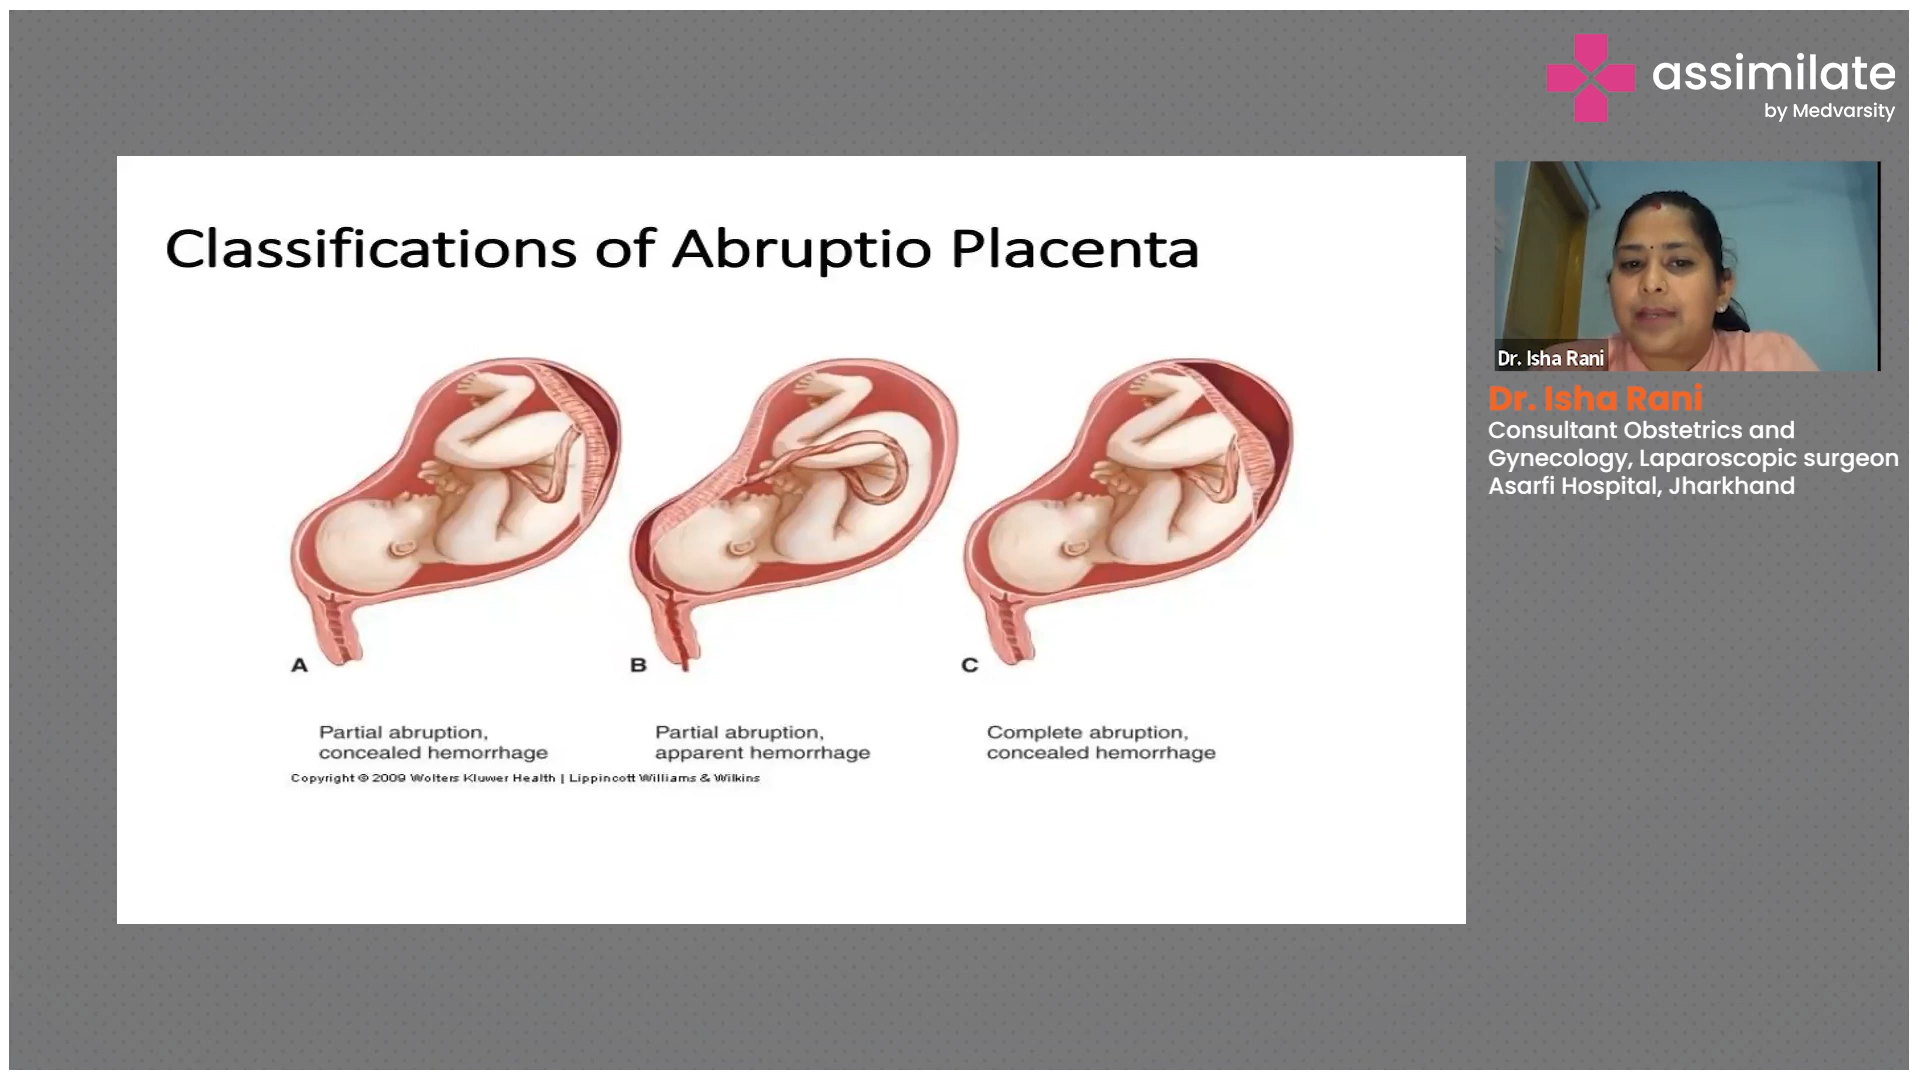 assimilate
by Medvarsity
Classifications of Abruptio Placenta
Dr. Isha Rani
Dr. Isha Rani
Consultant Obstetrics and
Gynecology, Laparoscopic surgeon
Asarfi Hospital, Jharkhand
A
B
C
Partial abruption,
concealed hemorrhage
Partial abruption,
apparent hemorrhage
Complete abruption,
concealed hemorrhage
Copyright © 2009 Wolters Kluwer Health | Lippincott Williams & Wilkins